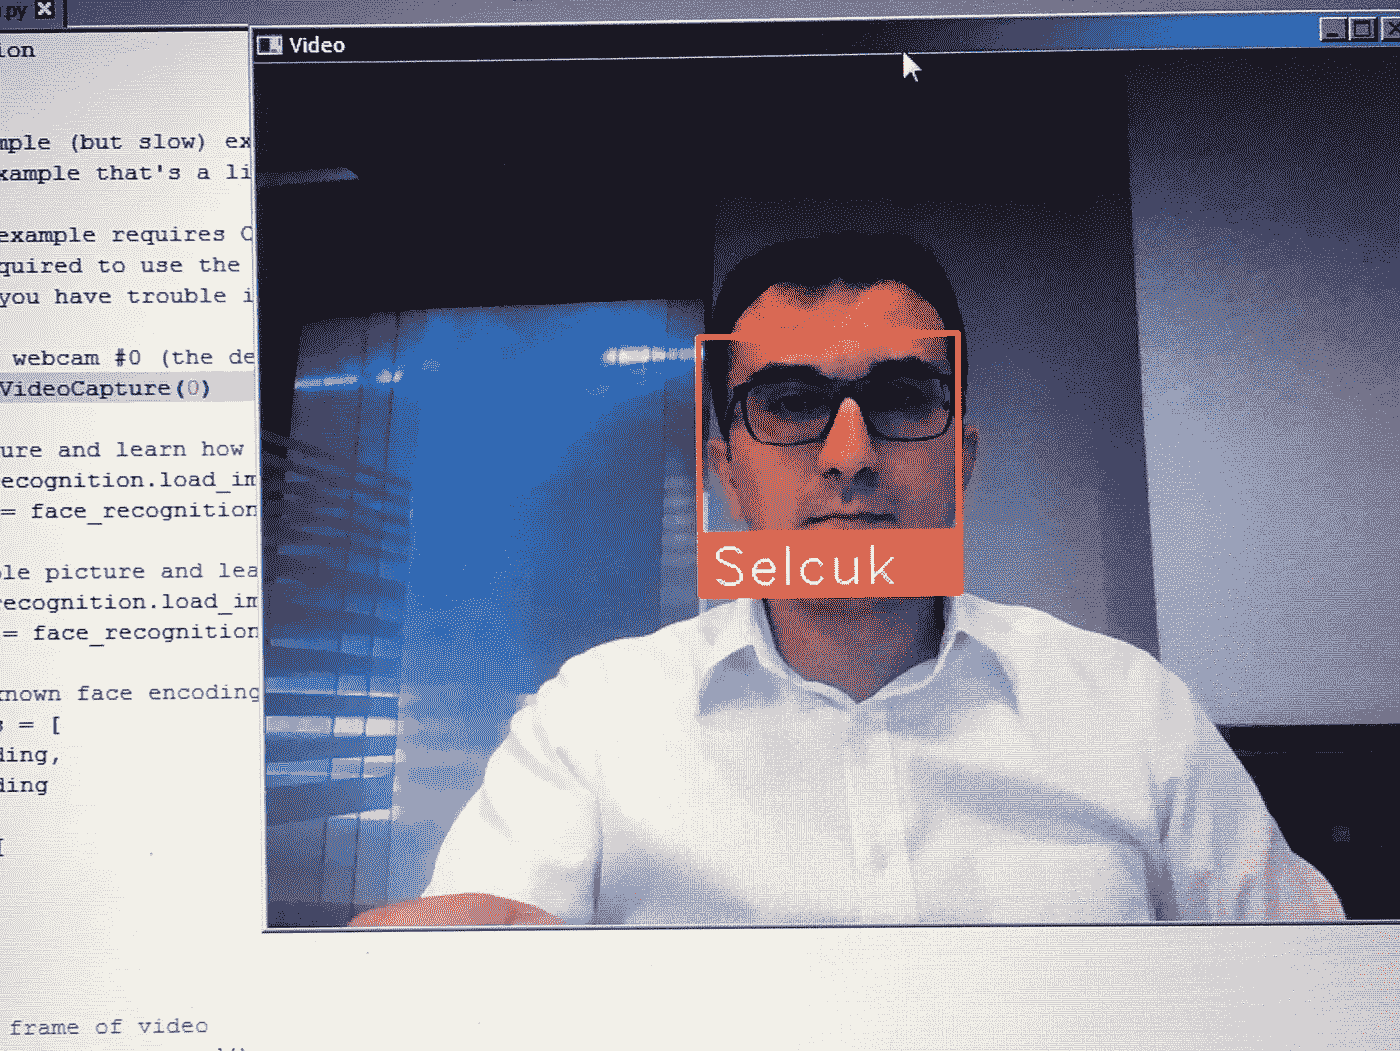 .py
Video
ion
mple (but slow) ex
xample that's a li
example requires
quired to use the
you have trouble i
webcam #0 (the de
VideoCapture(0)
ure and learn how
ecognition.load_im
= face_recognition
ple picture and lea
recognition.load_im
= face_recognition
Selcuk
nown face encoding
s = [
ding,
ding
[
frame of video